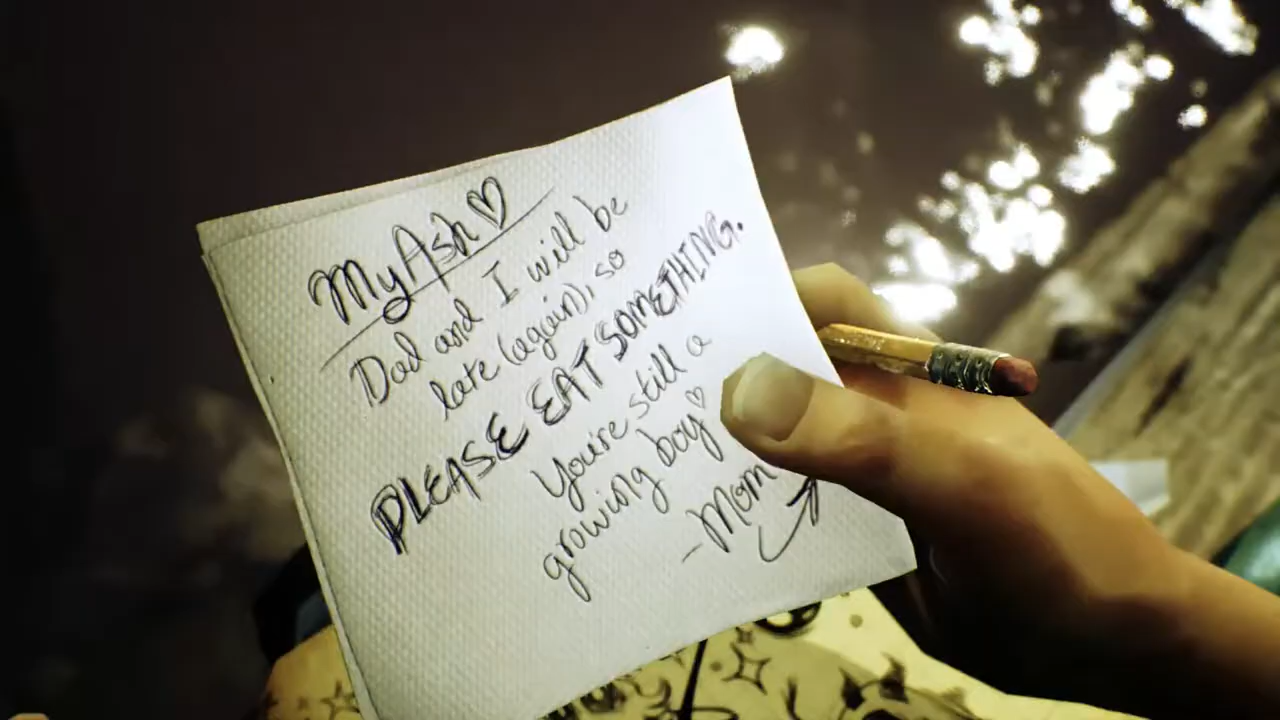 My Ash ♡
Dad and I will be
late (again), so
PLEASE EAT SOMETHING.
You're still a
growing boy ♡
-Mom